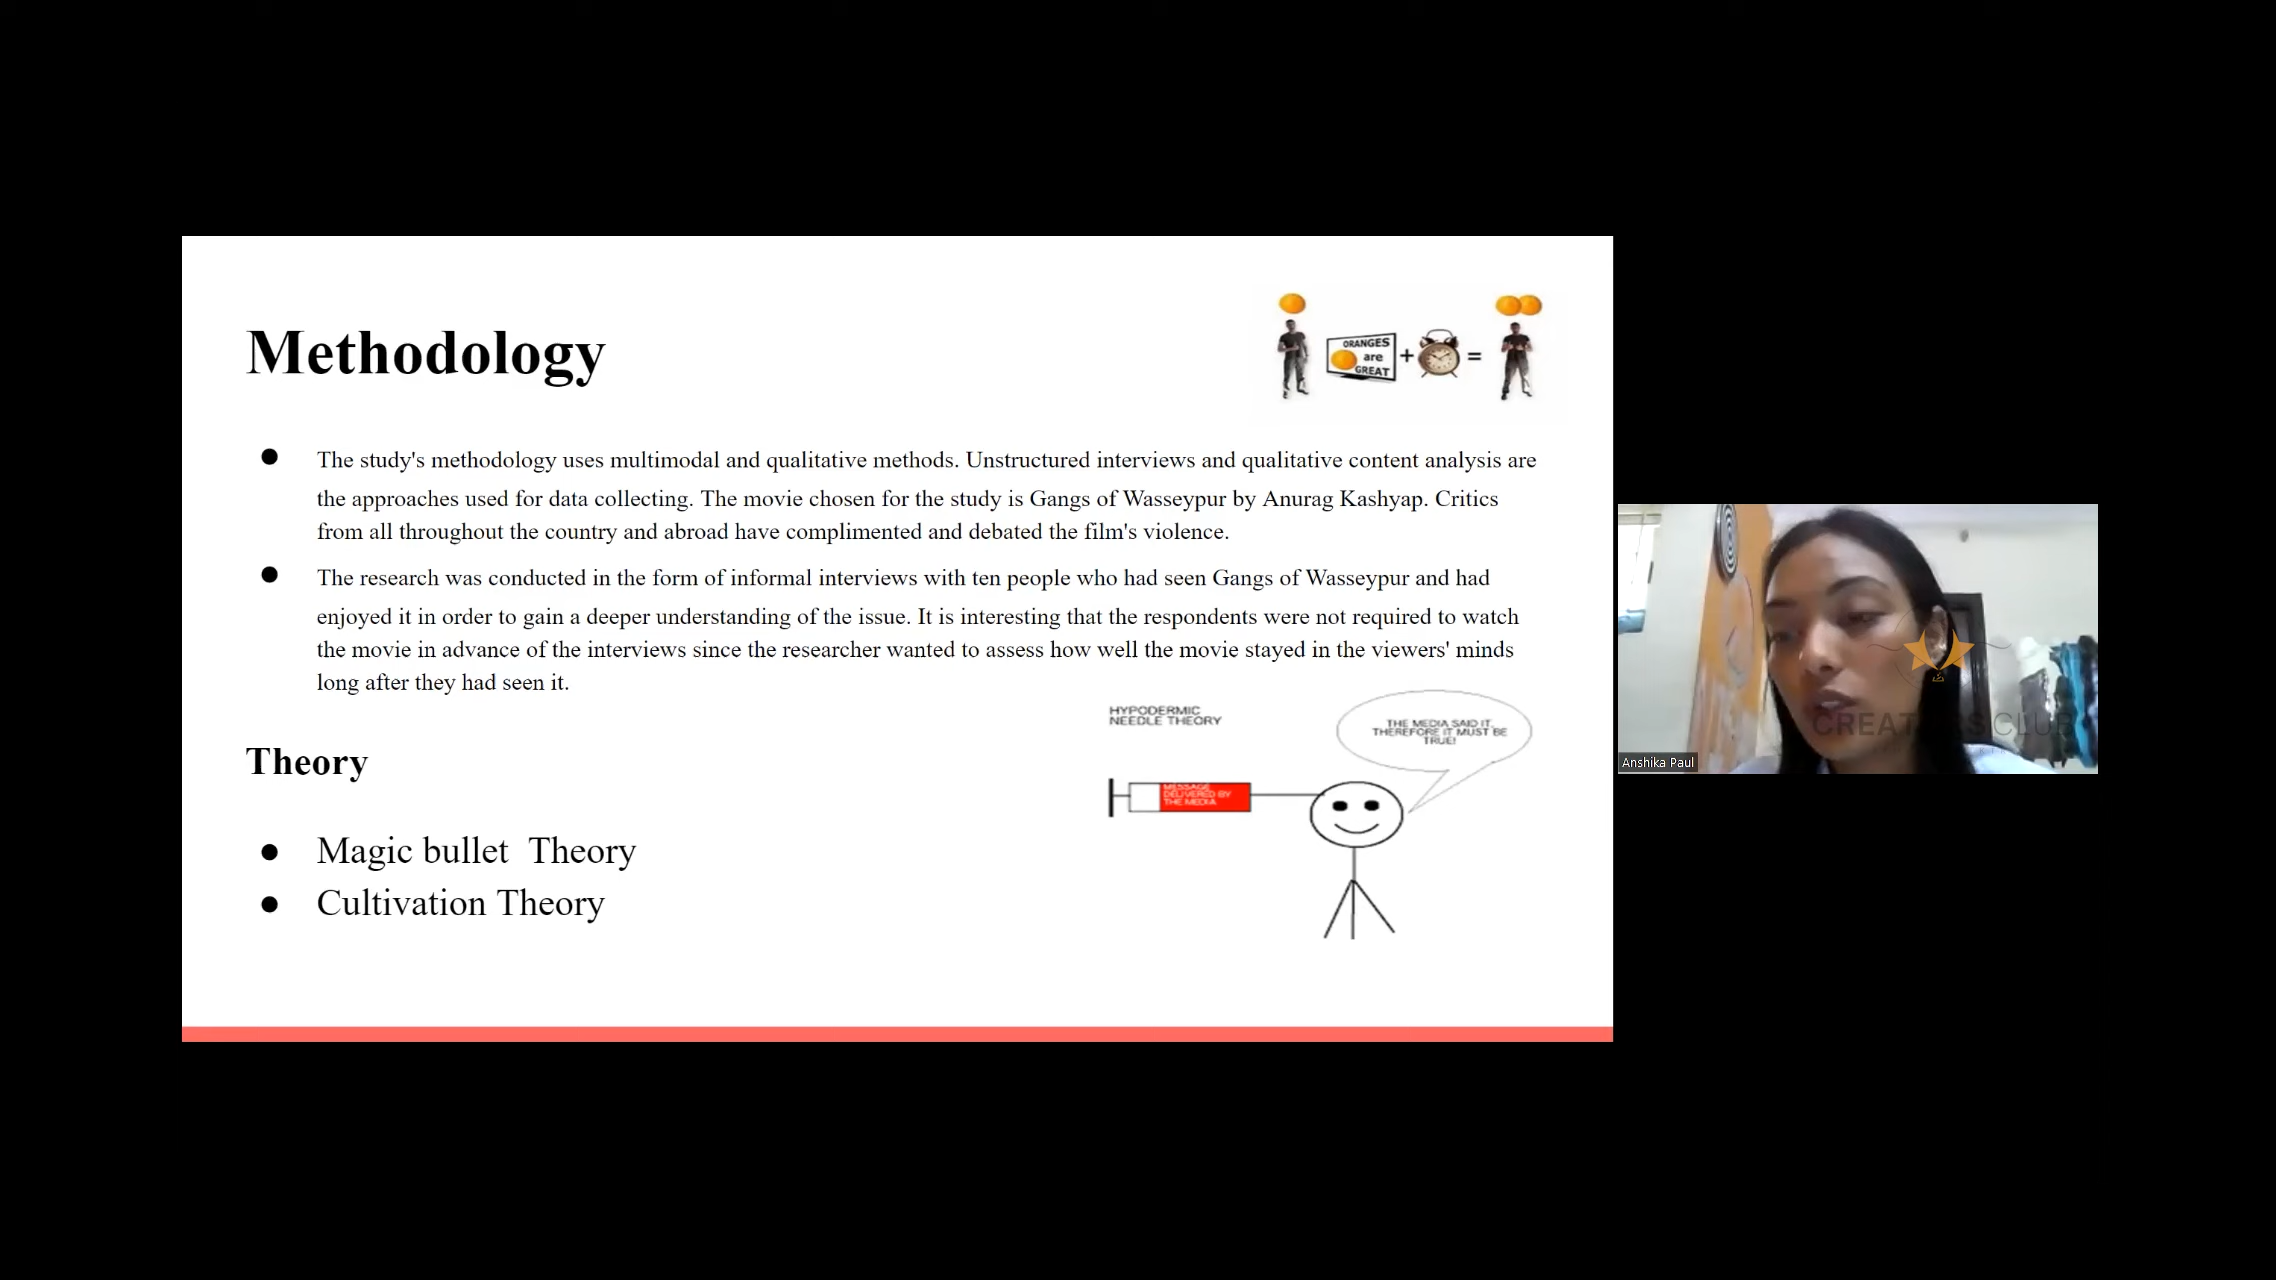 Methodology
ORANGES
are
GREAT
+
=
● The study's methodology uses multimodal and qualitative methods. Unstructured interviews and qualitative content analysis are
the approaches used for data collecting. The movie chosen for the study is Gangs of Wasseypur by Anurag Kashyap. Critics
from all throughout the country and abroad have complimented and debated the film's violence.
● The research was conducted in the form of informal interviews with ten people who had seen Gangs of Wasseypur and had
enjoyed it in order to gain a deeper understanding of the issue. It is interesting that the respondents were not required to watch
the movie in advance of the interviews since the researcher wanted to assess how well the movie stayed in the viewers' minds
long after they had seen it.
HYPODERMIC
NEEDLE THEORY
THE MEDIA SAID IT,
THEREFORE IT MUST BE
TRUE!
MESSAGE
DELIVERED BY
THE MEDIA
Theory
● Magic bullet  Theory
● Cultivation Theory
CLUB
Anshika Paul